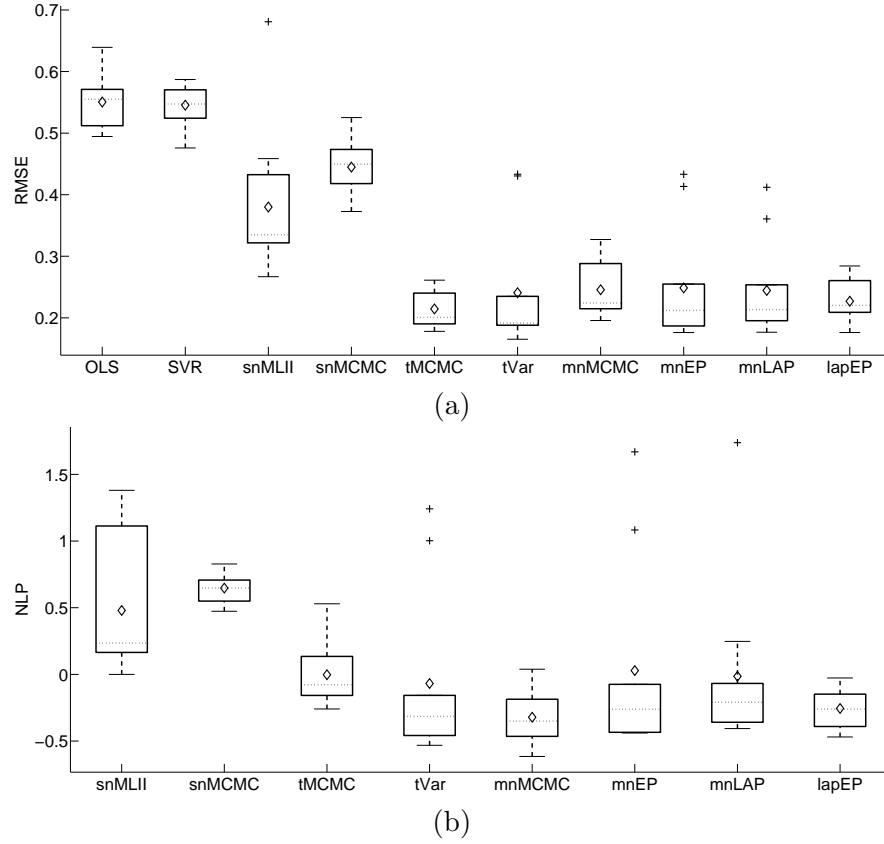 0.7
0.6
0.5
0.4
0.3
0.2
RMSE
OLS SVR snMLII snMCMC tMCMC tVar mnMCMC mnEP mnLAP lapEP
(a)
1.5
1
0.5
0
−0.5
NLP
snMLII snMCMC tMCMC tVar mnMCMC mnEP mnLAP lapEP
(b)